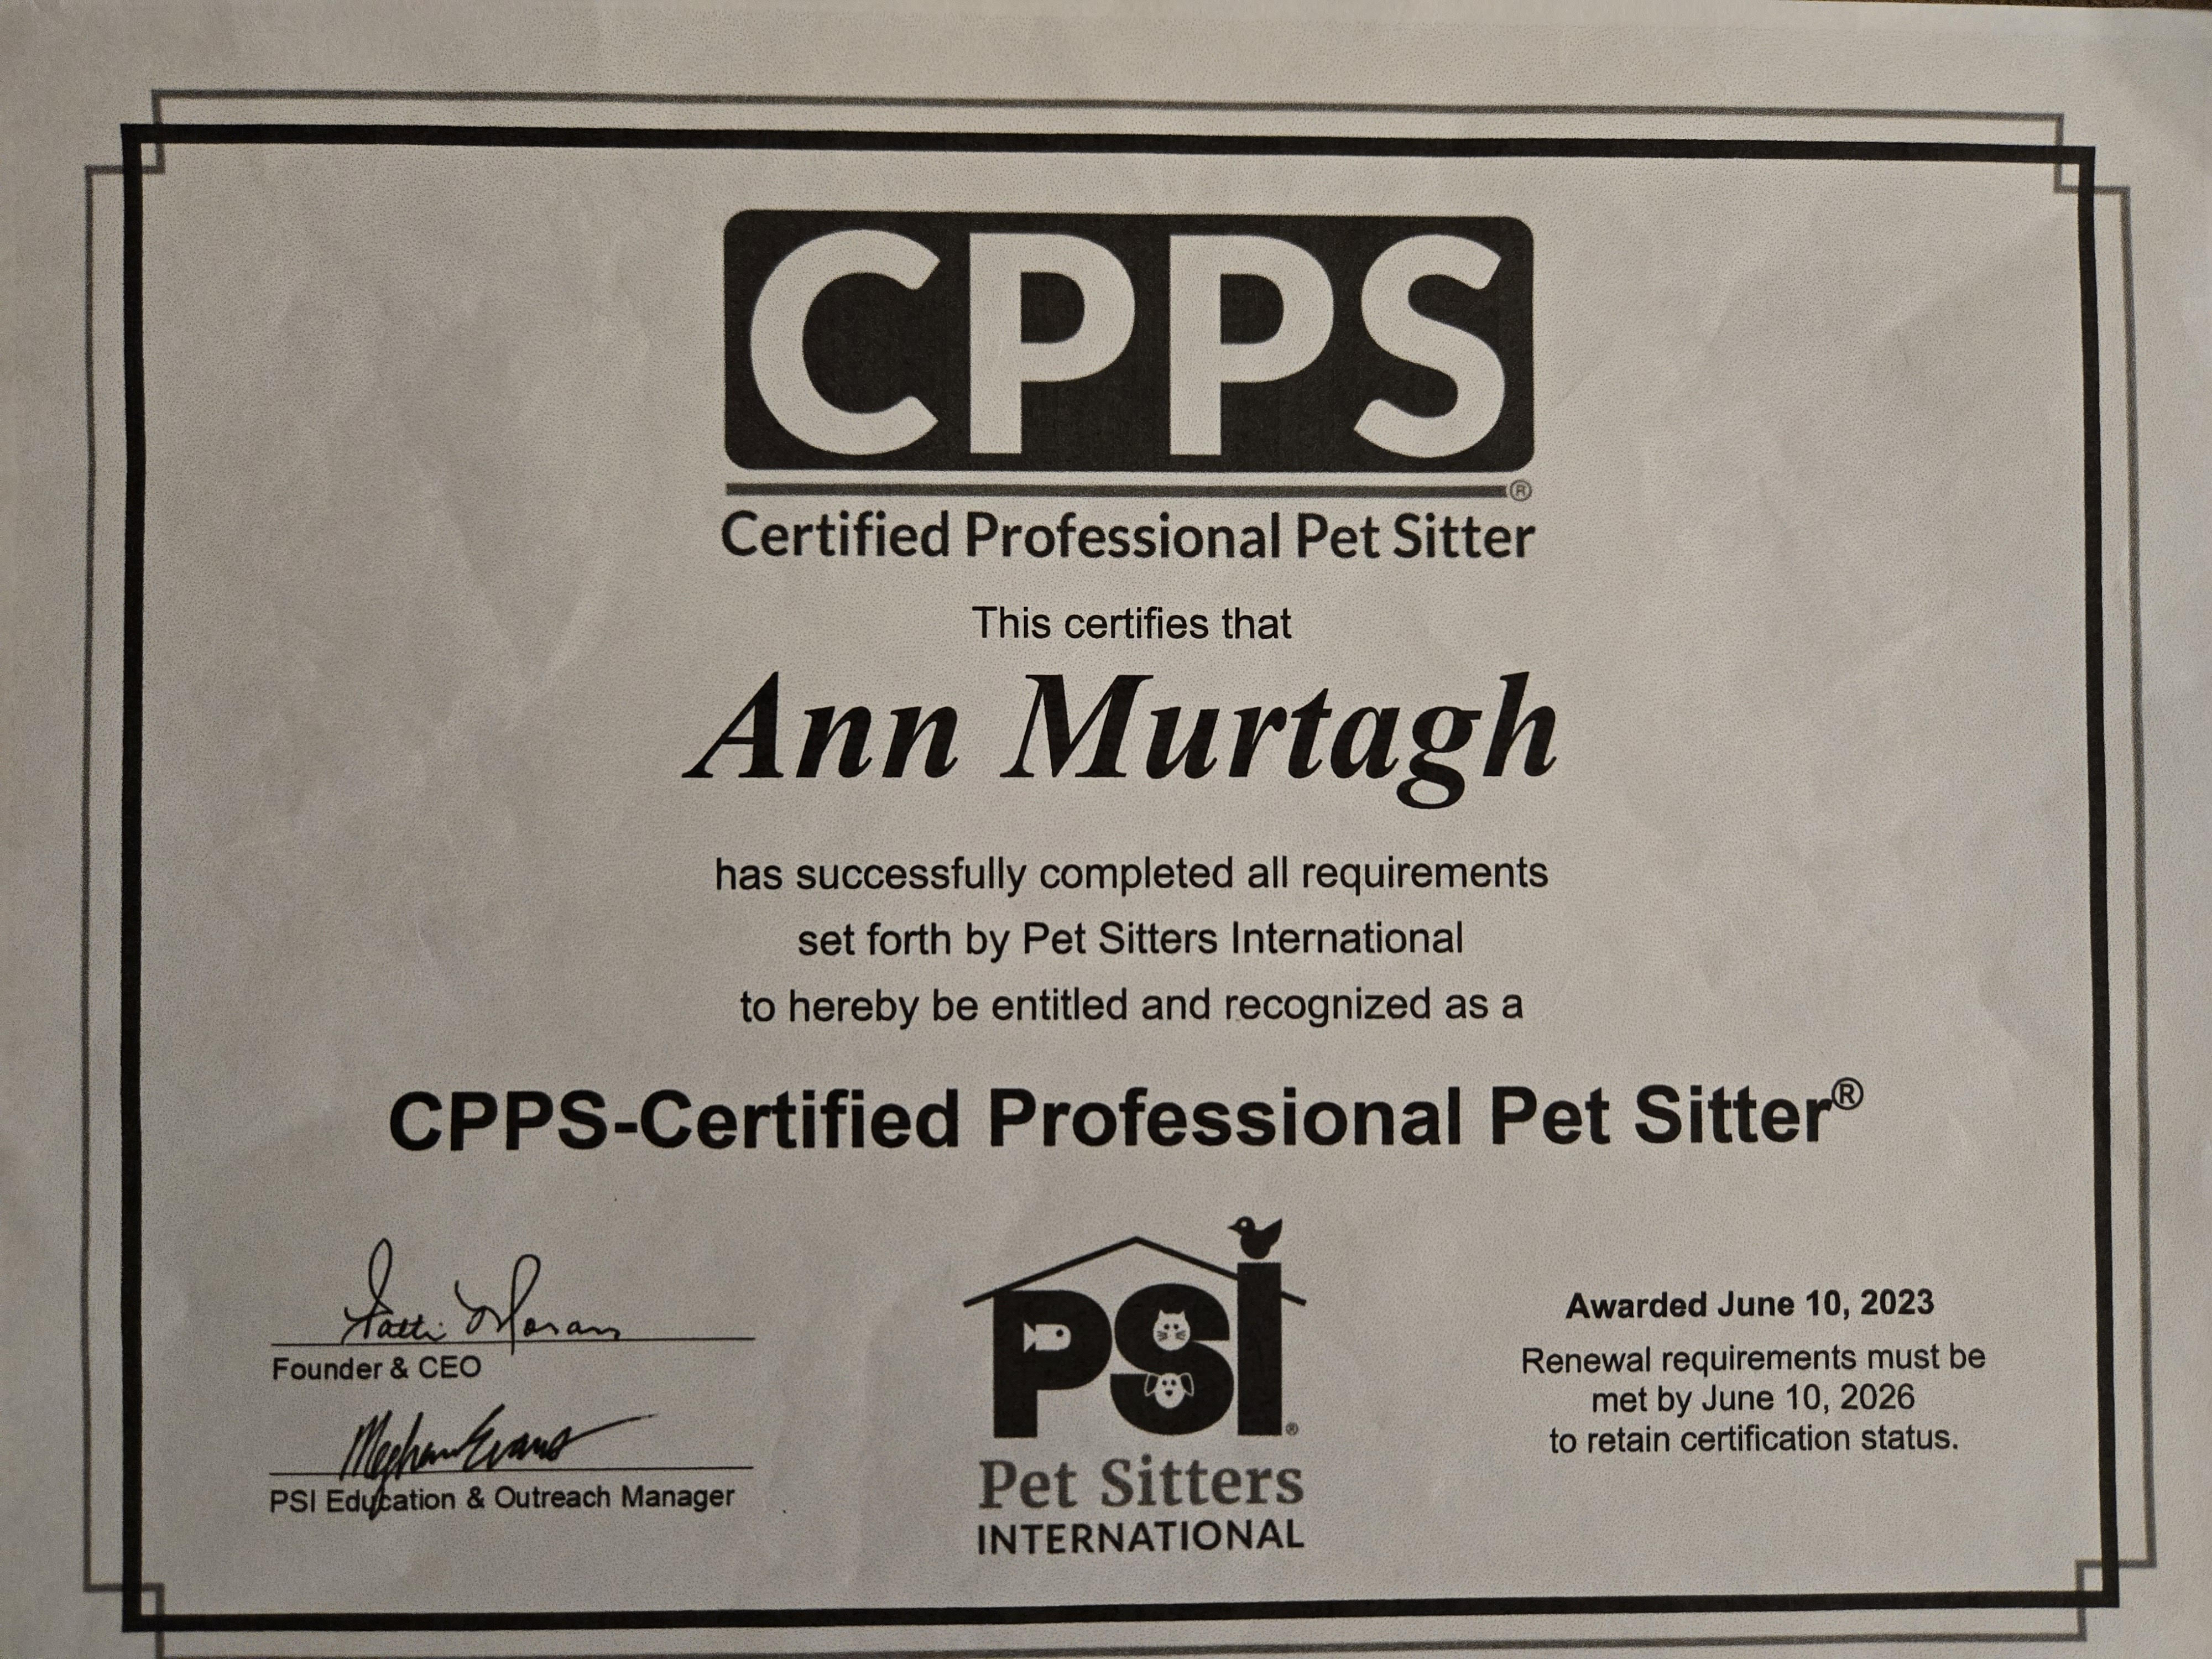 CPPS
®
Certified Professional Pet Sitter
This certifies that
Ann Murtagh
has successfully completed all requirements
set forth by Pet Sitters International
to hereby be entitled and recognized as a
CPPS-Certified Professional Pet Sitter®
Patti Moran
Founder & CEO
Meghan Evans
PSI Education & Outreach Manager
PSI®
Pet Sitters
INTERNATIONAL
Awarded June 10, 2023
Renewal requirements must be
met by June 10, 2026
to retain certification status.